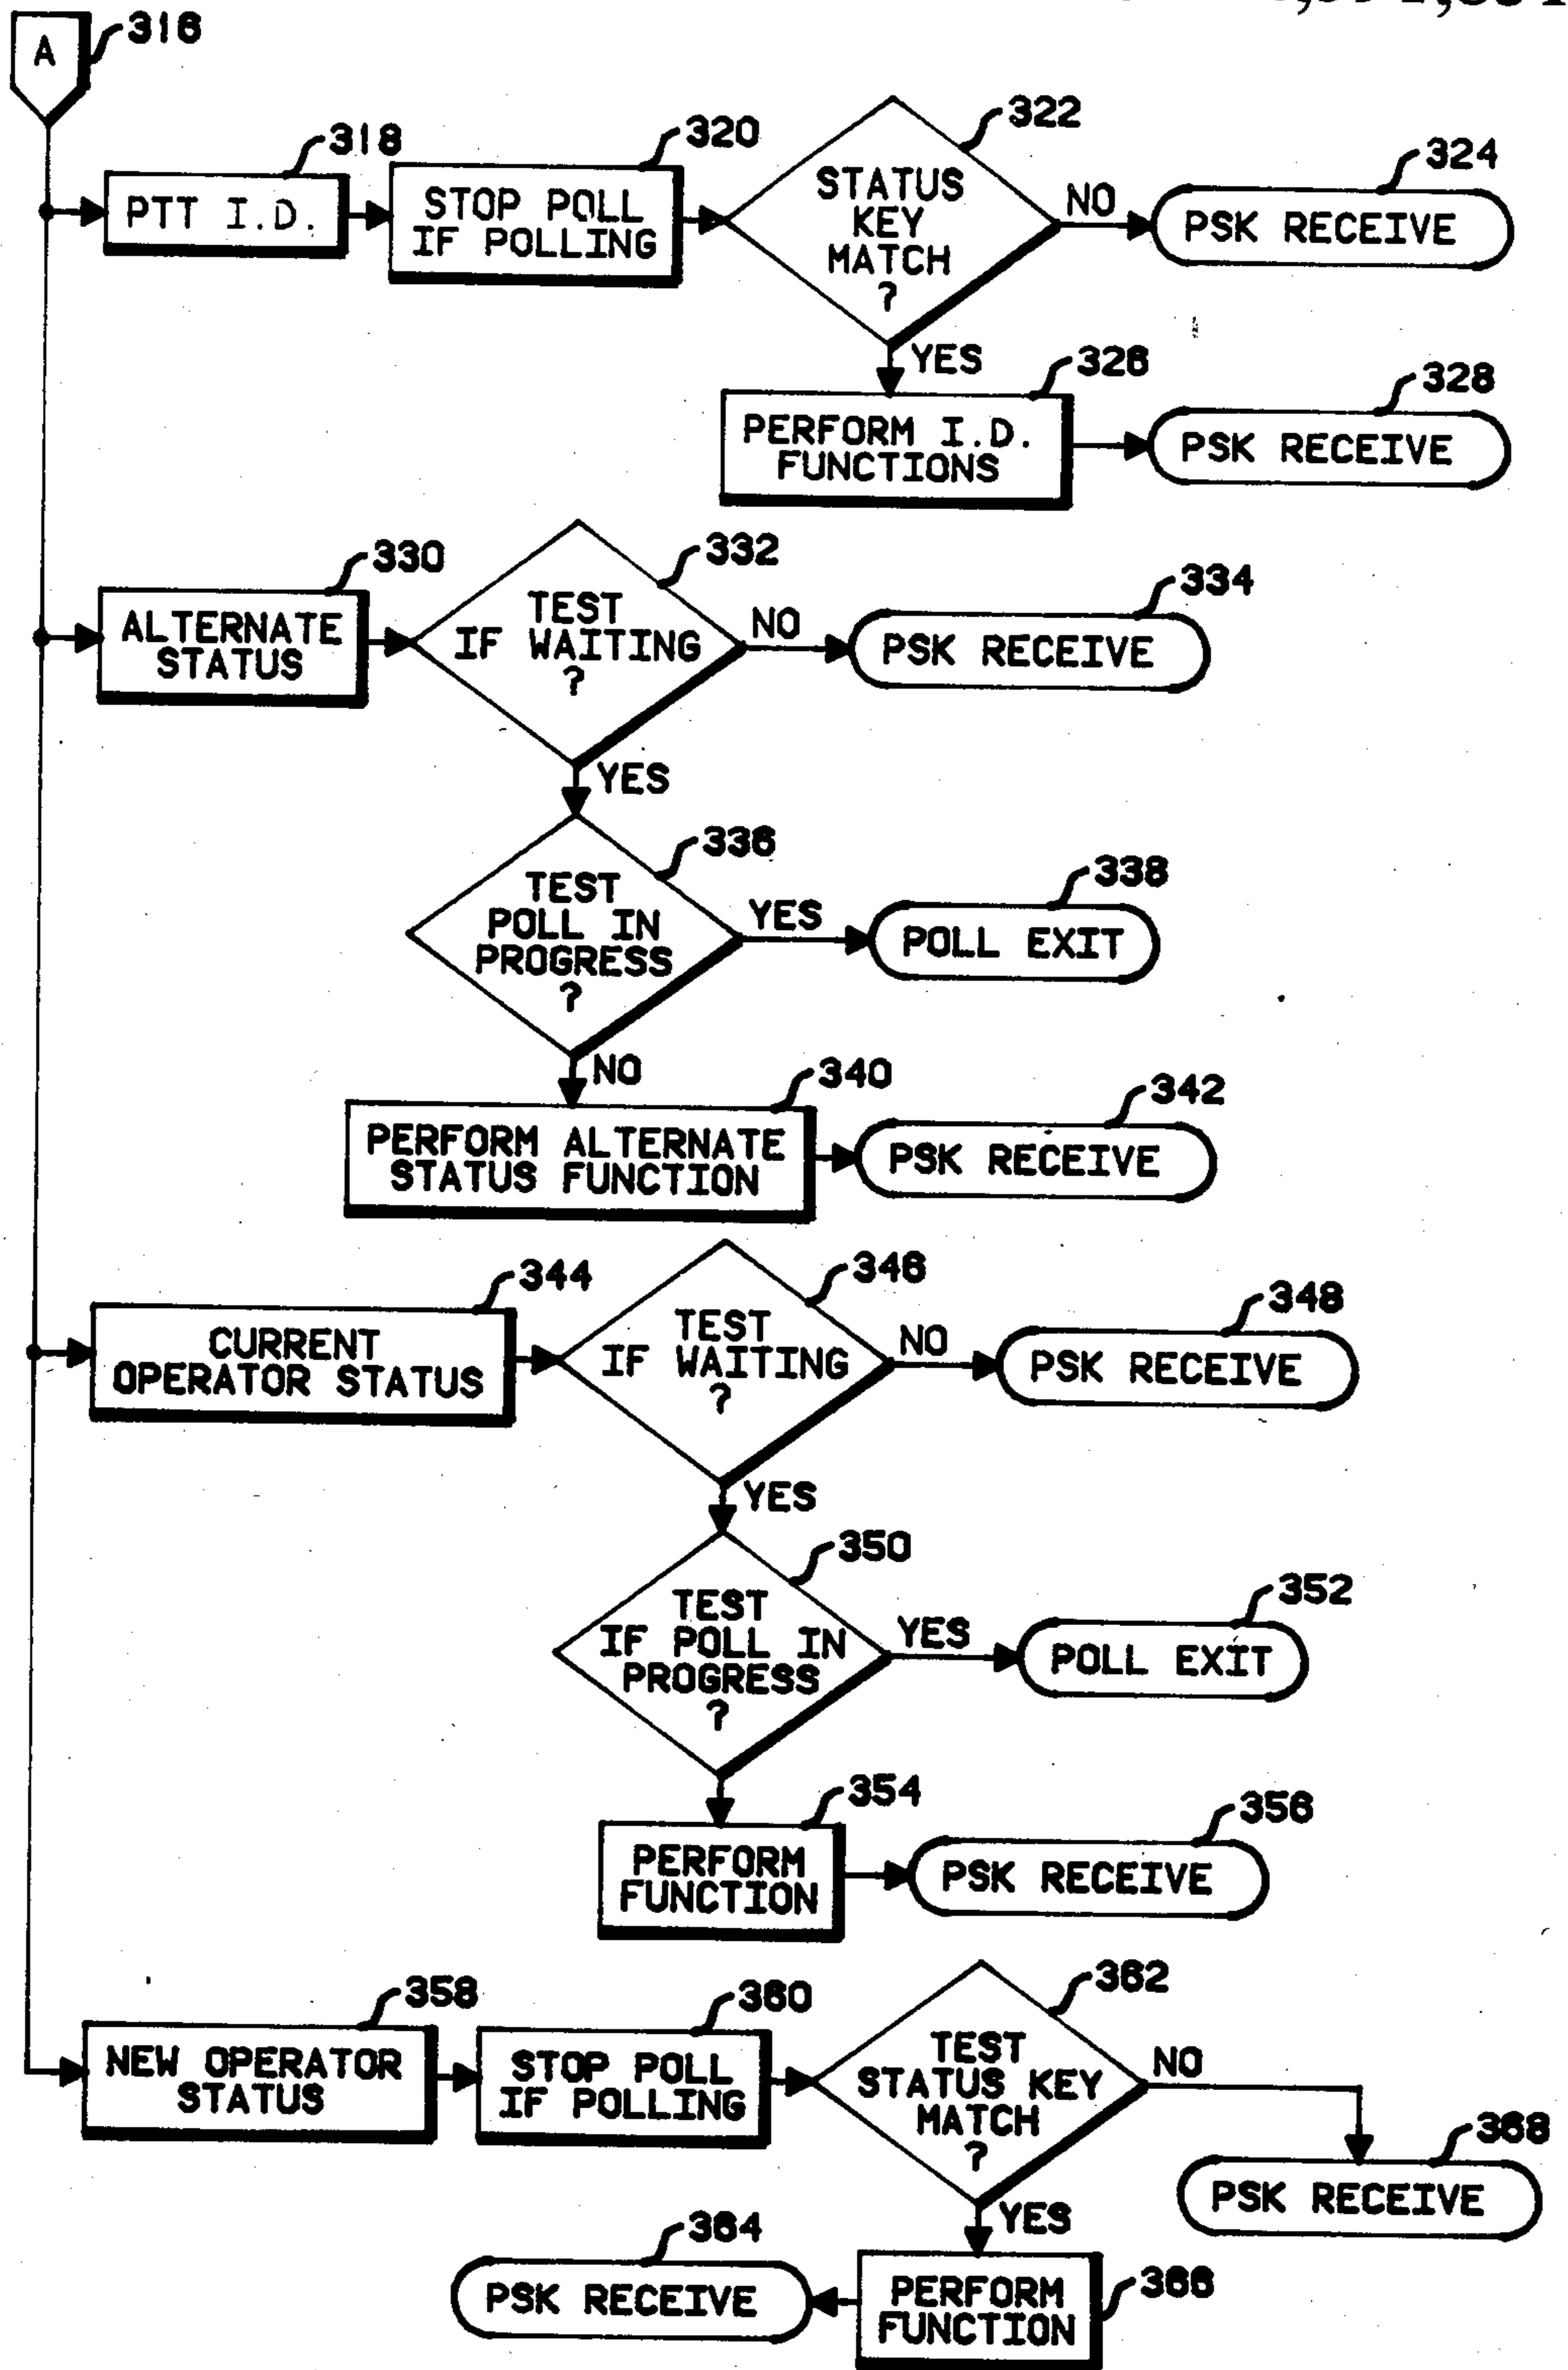 A
316
318
PTT I.D.
320
STOP POLL
IF POLLING
322
STATUS
KEY
MATCH
?
NO
324
PSK RECEIVE
YES
326
PERFORM I.D.
FUNCTIONS
328
PSK RECEIVE
330
ALTERNATE
STATUS
332
TEST
IF WAITING
?
NO
334
PSK RECEIVE
YES
336
TEST
POLL IN
PROGRESS
?
YES
338
POLL EXIT
NO
340
PERFORM ALTERNATE
STATUS FUNCTION
342
PSK RECEIVE
344
CURRENT
OPERATOR STATUS
346
TEST
IF WAITING
?
NO
348
PSK RECEIVE
YES
350
TEST
IF POLL IN
PROGRESS
?
YES
352
POLL EXIT
354
PERFORM
FUNCTION
356
PSK RECEIVE
358
NEW OPERATOR
STATUS
360
STOP POLL
IF POLLING
362
TEST
STATUS KEY
MATCH
?
NO
368
PSK RECEIVE
YES
364
PSK RECEIVE
366
PERFORM
FUNCTION